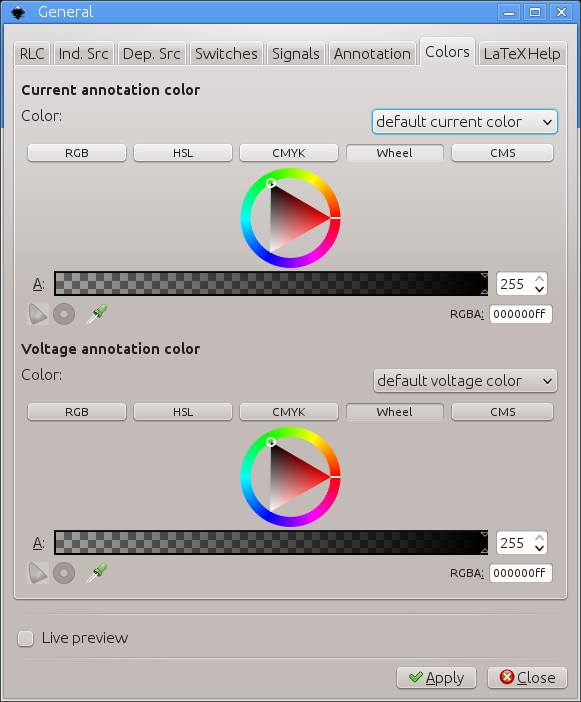 General
RLC Ind. Src Dep. Src Switches Signals Annotation Colors LaTeXHelp
Current annotation color
Color: default current color
RGB HSL CMYK Wheel CMS
A: 255
RGBA: 000000ff
Voltage annotation color
Color: default voltage color
RGB HSL CMYK Wheel CMS
A: 255
RGBA: 000000ff
Live preview
Apply Close